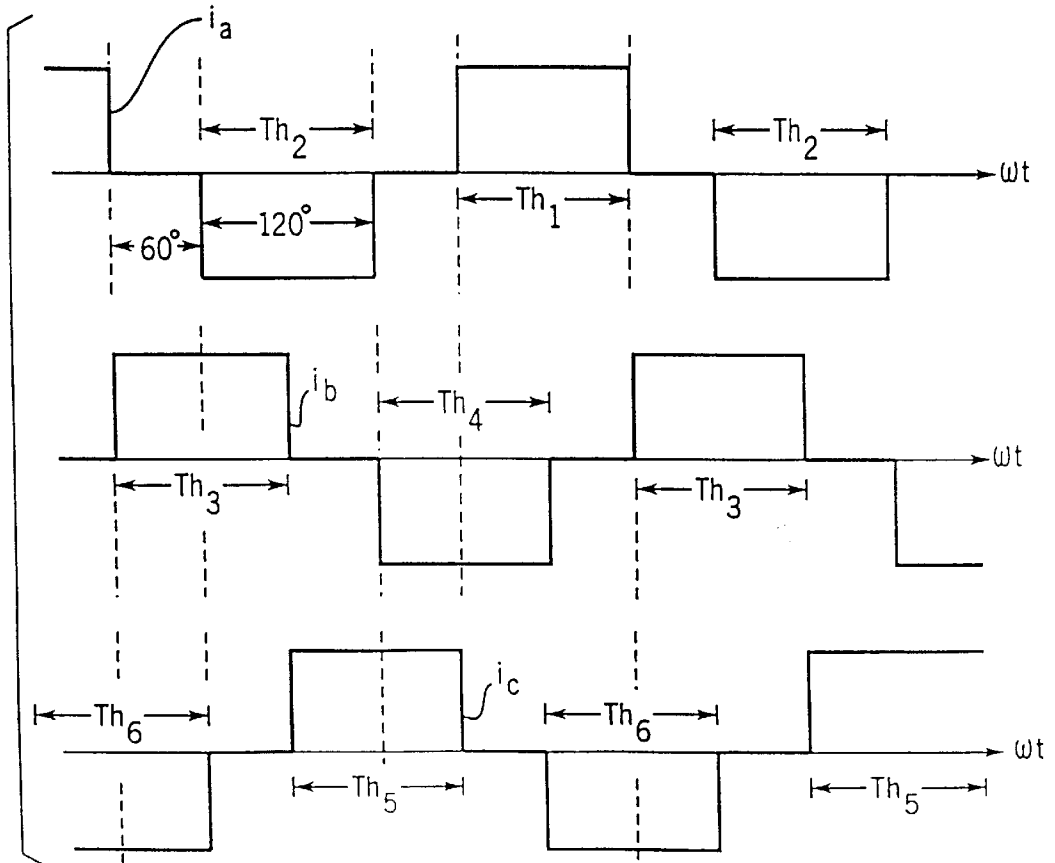 i_a
Th_2
Th_2
ωt
Th_1
120°
60°
i_b
Th_4
ωt
Th_3
Th_3
i_c
Th_6
Th_6
ωt
Th_5
Th_5